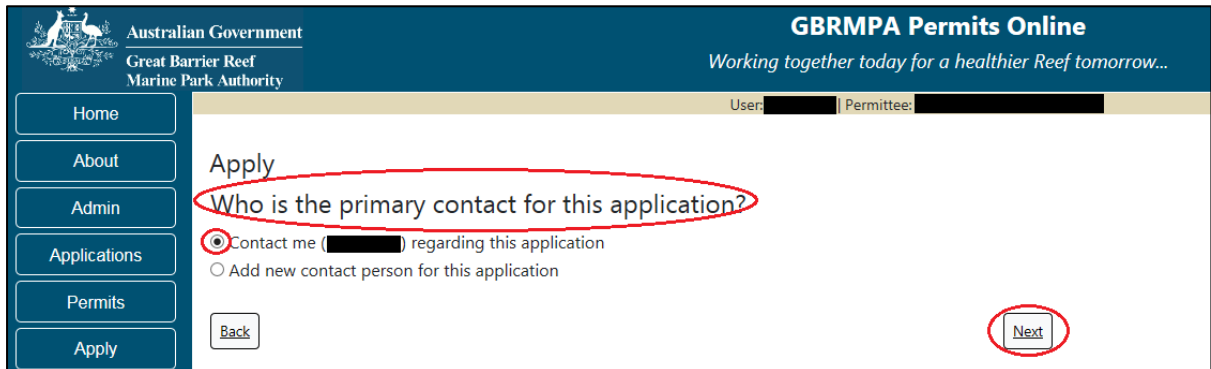 Australian Government
Great Barrier Reef
Marine Park Authority
GBRMPA Permits Online
Working together today for a healthier Reef tomorrow...
User: | Permittee:
Home
About
Admin
Applications
Permits
Apply
Apply
Who is the primary contact for this application?
Contact me ( ) regarding this application
Add new contact person for this application
Back
Next